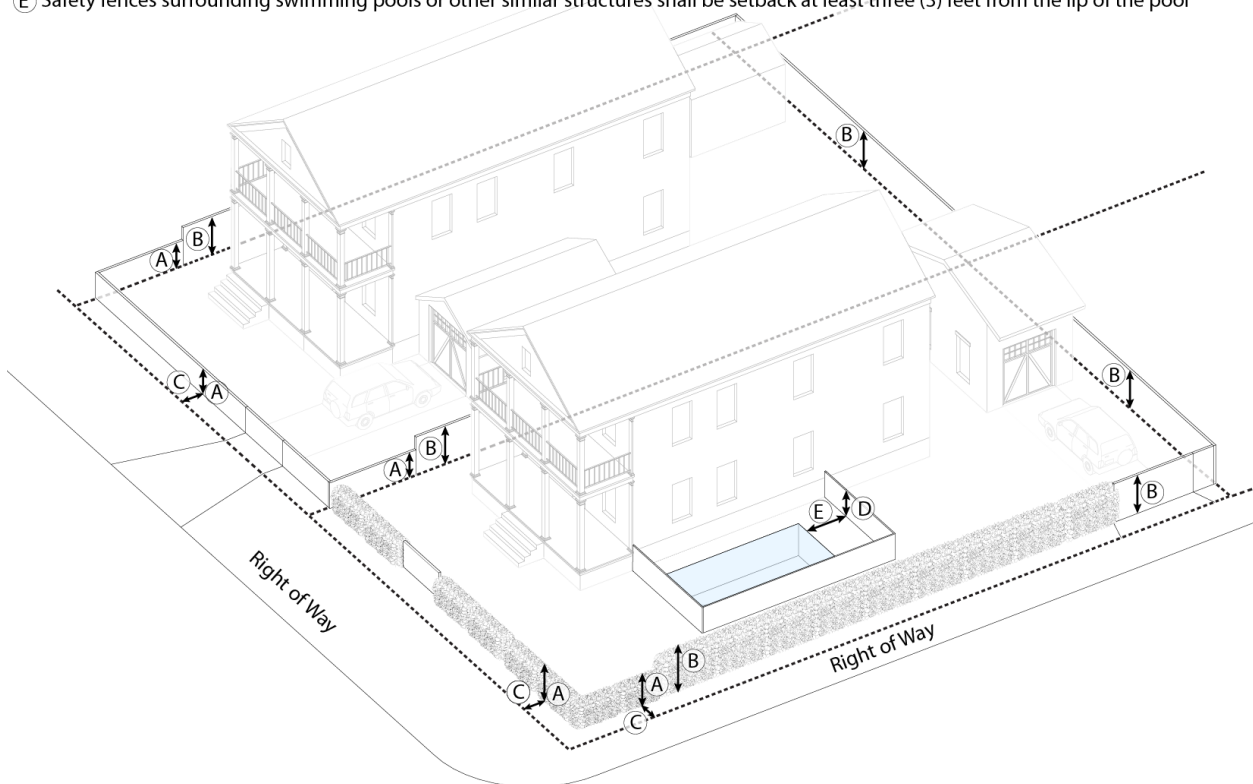 Ⓔ Safety fences surrounding swimming pools or other similar structures shall be setback at least three (3) feet from the lip of the pool
B
B
A
B
C
A
B
A
E
D
B
B
A
C
A
C
Right of Way
Right of Way